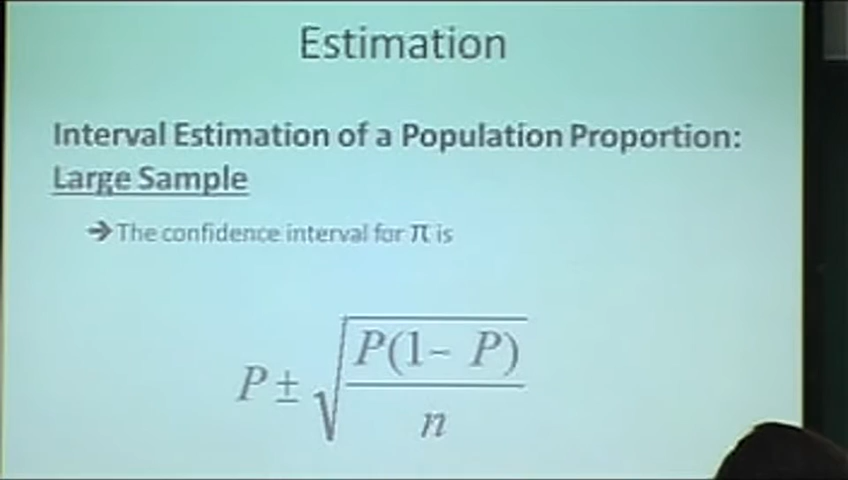 Estimation
Interval Estimation of a Population Proportion:
Large Sample
➔ The confidence interval for π is
P ± √(P(1− P) / n)